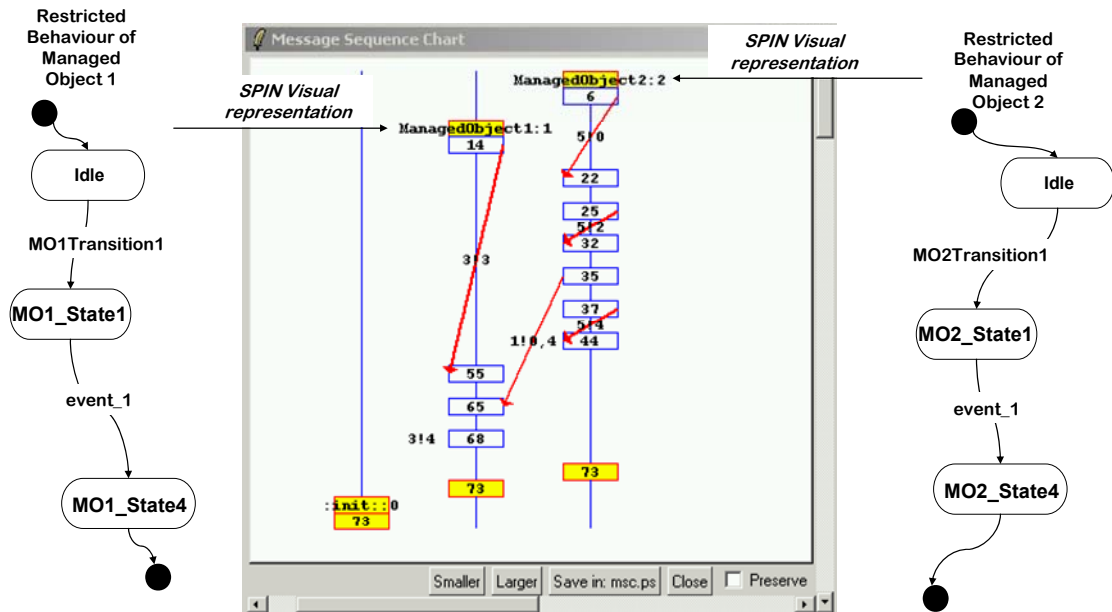 Restricted
Behaviour of
Managed
Object 1
Idle
MO1Transition1
MO1_State1
event_1
MO1_State4
SPIN Visual
representation
Message Sequence Chart
SPIN Visual
representation
ManagedObject2:2
6
ManagedObject1:1
14
5!0
22
25
5!2
32
3!3
35
37
5!4
1!0,4
44
55
65
3!4
68
73
73
:init::0
73
Smaller
Larger
Save in: msc.ps
Close
Preserve
Restricted
Behaviour of
Managed
Object 2
Idle
MO2Transition1
MO2_State1
event_1
MO2_State4